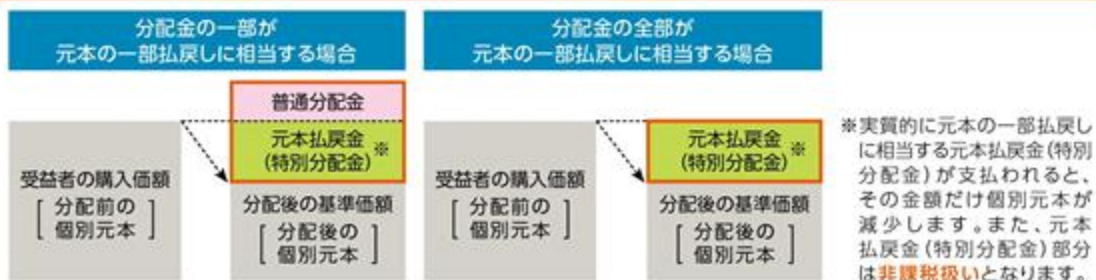 分配金の一部が
元本の一部払戻しに相当する場合
普通分配金
元本払戻金
(特別分配金)
※
受益者の購入価額
[ 分配前の
個別元本 ]
分配後の基準価額
[ 分配後の
個別元本 ]
分配金の全部が
元本の一部払戻しに相当する場合
元本払戻金
(特別分配金)
※
受益者の購入価額
[ 分配前の
個別元本 ]
分配後の基準価額
[ 分配後の
個別元本 ]
※実質的に元本の一部払戻し
に相当する元本払戻金(特別
分配金)が支払われると、
その金額だけ個別元本が
減少します。また、元本
払戻金(特別分配金)部分
は非課税扱いとなります。